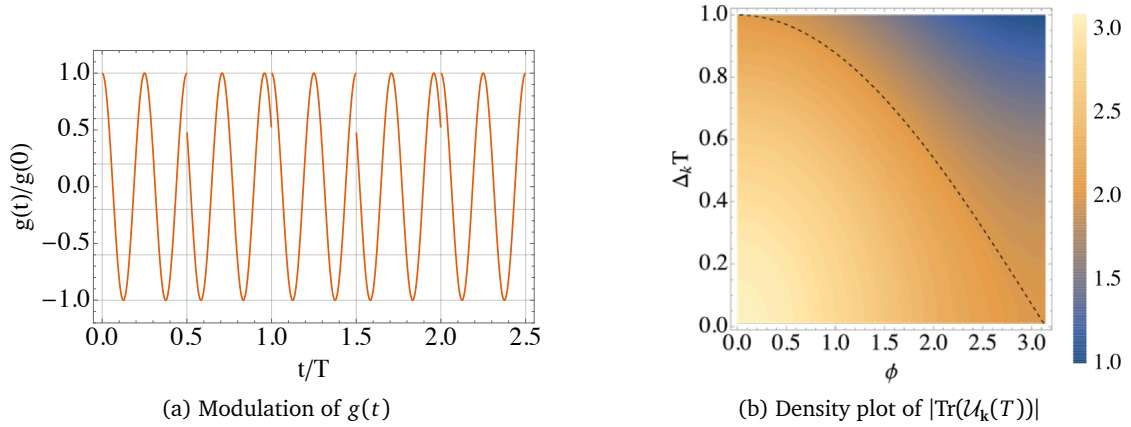 g(t)/g(0)
1.0
0.5
0.0
−0.5
−1.0
0.0 0.5 1.0 1.5 2.0 2.5
t/T
(a) Modulation of g(t)
Δ_kT
1.0
0.8
0.6
0.4
0.2
0.0
0.0 0.5 1.0 1.5 2.0 2.5 3.0
ϕ
3.0
2.5
2.0
1.5
1.0
(b) Density plot of |Tr(𝒰_k(T))|